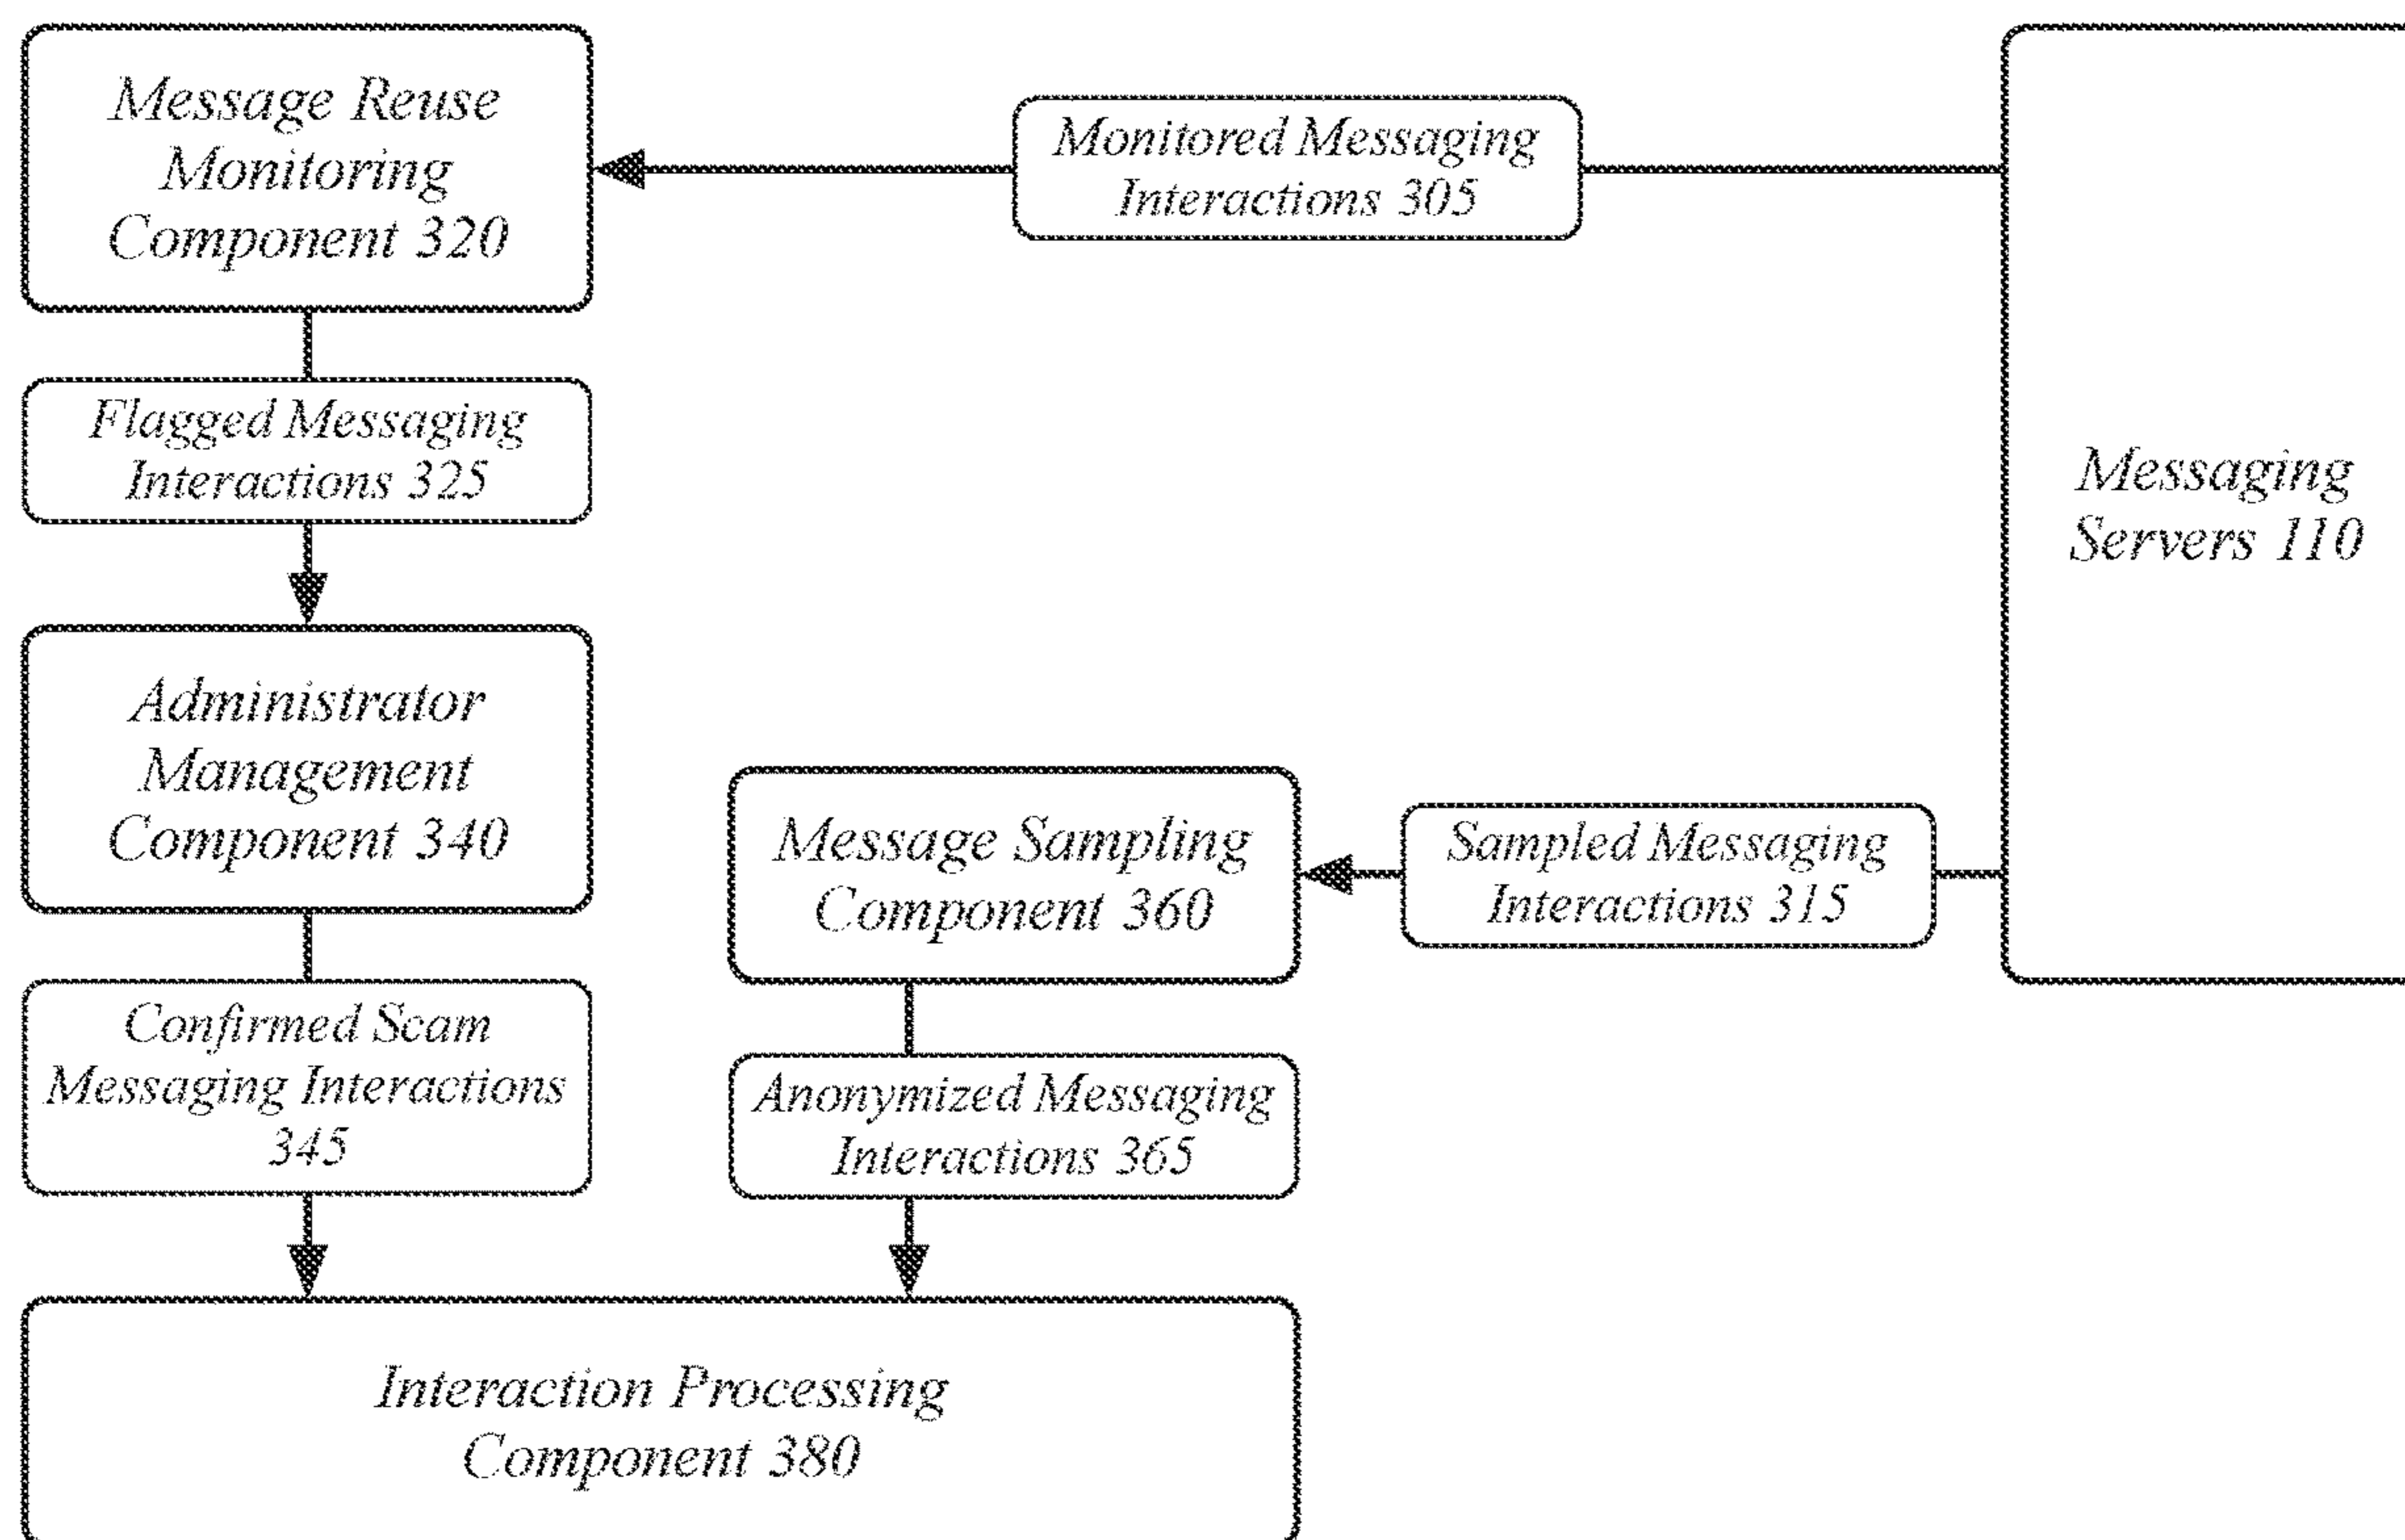 Message Reuse
Monitoring
Component 320
Monitored Messaging
Interactions 305
Flagged Messaging
Interactions 325
Messaging
Servers 110
Administrator
Management
Component 340
Message Sampling
Component 360
Sampled Messaging
Interactions 315
Confirmed Scam
Messaging Interactions
345
Anonymized Messaging
Interactions 365
Interaction Processing
Component 380